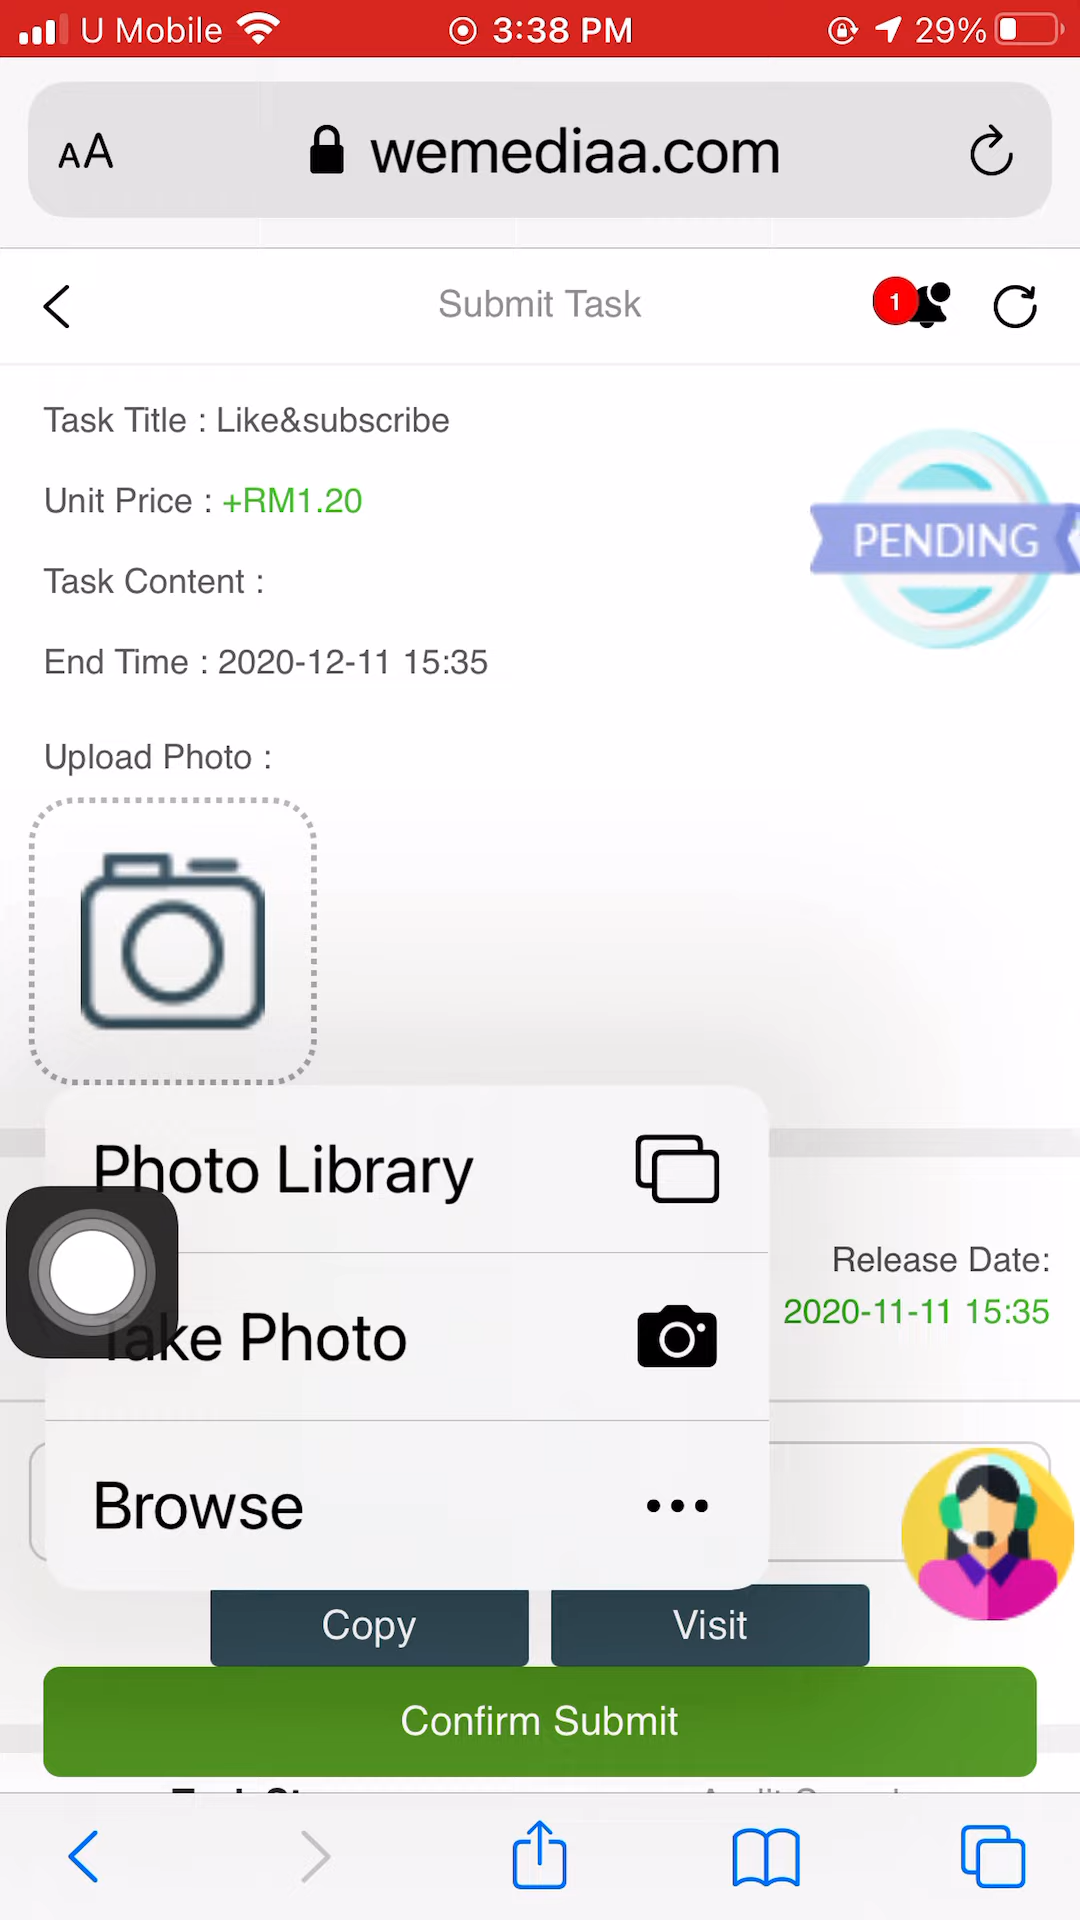 U Mobile 3:38 PM 29%
AA wemediaa.com
Submit Task 1
Task Title : Like&subscribe
Unit Price : +RM1.20
PENDING
Task Content :
End Time : 2020-12-11 15:35
Upload Photo :
Photo Library
Release Date:
2020-11-11 15:35
Take Photo
Browse
Copy Visit
Confirm Submit